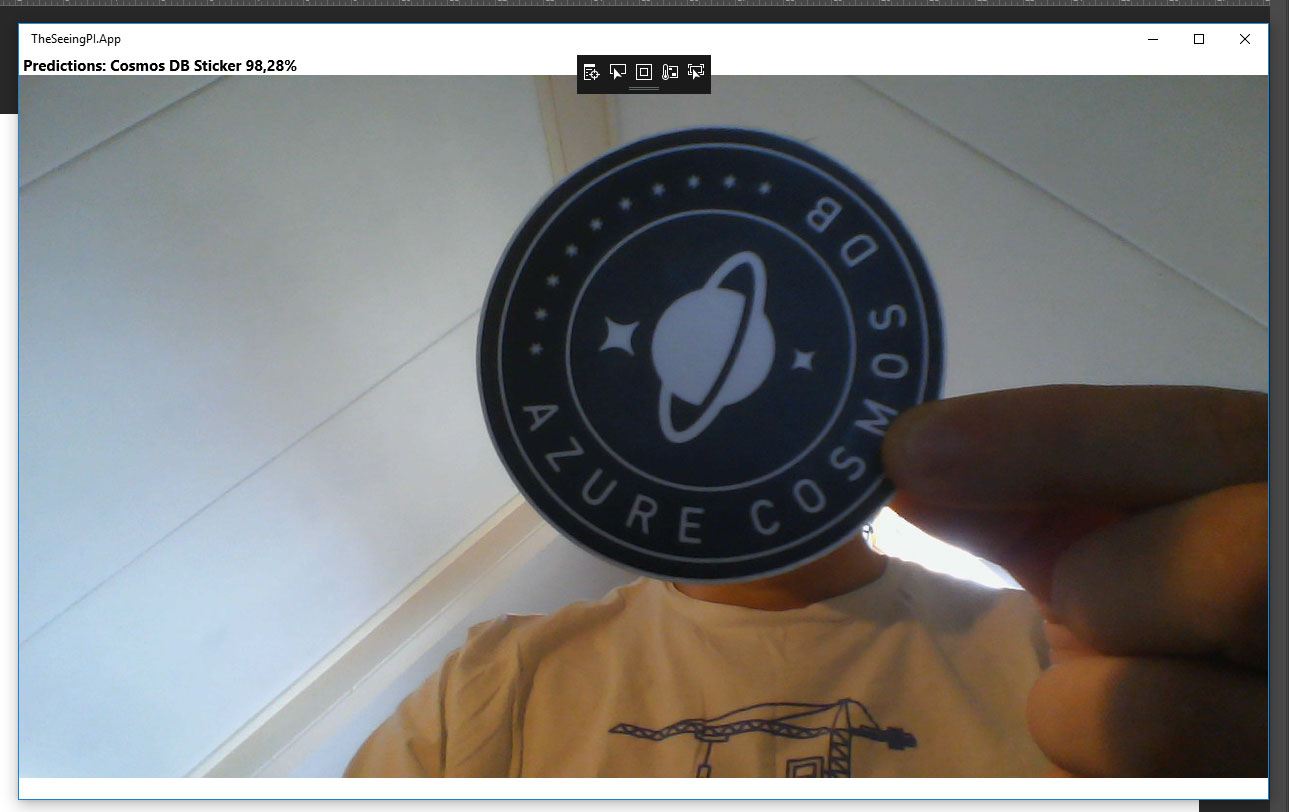 TheSeeingPI.App
Predictions: Cosmos DB Sticker 98,28%
AZURE COSMOS DB